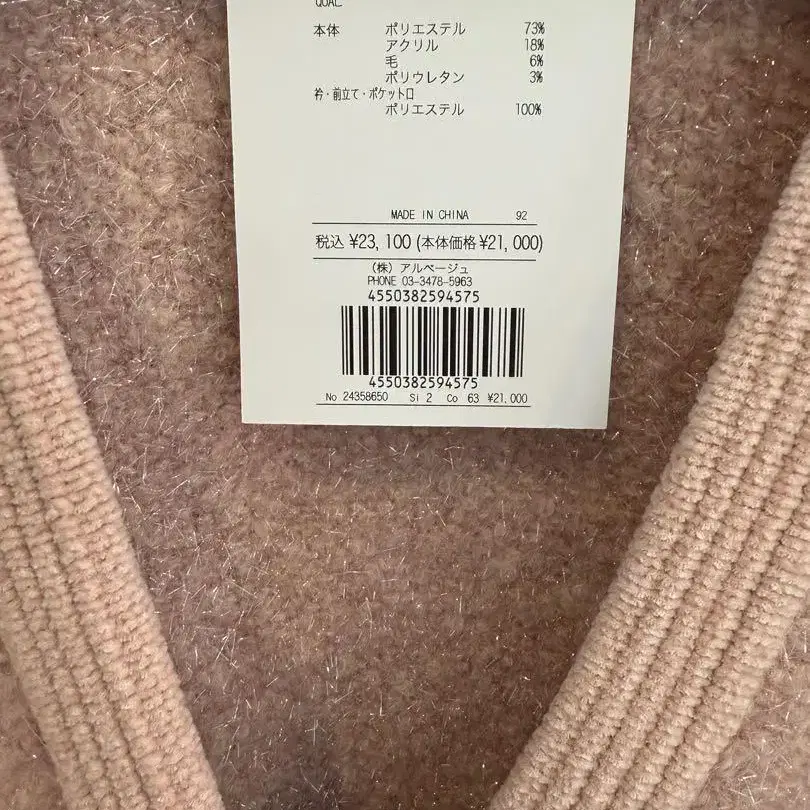 QUAL
本体 ポリエステル 73%
アクリル 18%
毛 6%
ポリウレタン 3%
衿・前立て・ポケット口
ポリエステル 100%
MADE IN CHINA 92
税込 ¥23,100 (本体価格¥21,000)
(株) アルページュ
PHONE 03-3478-5963
4550382594575
4550382594575
No 24358650 Si 2 Co 63 ¥21,000